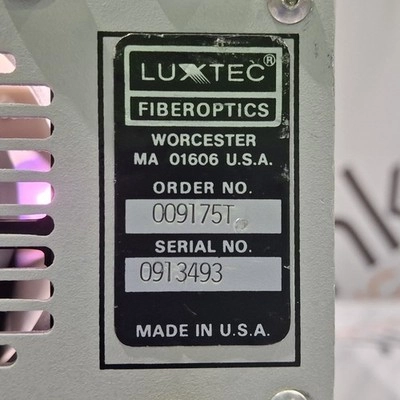 LUXTEC®
FIBEROPTICS
WORCESTER
MA 01606 U.S.A.
ORDER NO.
009175T
SERIAL NO.
0913493
MADE IN U.S.A.